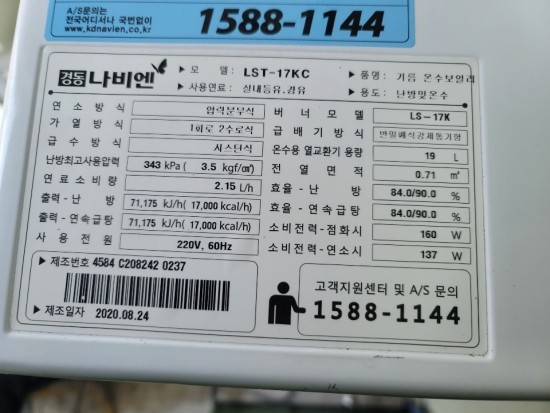 A/S문의는
전국어디서나 국번없이
www.kdnavien.co.kr
1588-1144
경동 나비엔
▶ 모 델: LST-17KC
▶ 품명: 기름 온수보일러
▶ 사용연료: 실내등유.경유
▶ 용도: 난방및온수
연 소 방 식 압력분무식
버 너 모 델 LS-17K
가 열 방 식 1회로 2수로식
급 배 기 방 식 반밀폐식강제통기형
급 수 방 식 시스턴식
온수용 열교환기 용량 19 L
난방최고사용압력 343 kPa ( 3.5 kgf/㎠)
전 열 면 적 0.71 ㎡
연 료 소 비 량 2.15 L/h
효율-난 방 84.0/90.0 %
출력-난 방 71,175 kJ/h( 17,000 kcal/h)
효율-연속급탕 84.0/90.0 %
출력-연속급탕 71,175 kJ/h( 17,000 kcal/h)
소비전력-점화시 160 W
사 용 전 원 220V, 60Hz
소비전력-연소시 137 W
▶ 제조번호 4584 C208242 0237
▶ 제조일자 2020.08.24
고객지원센터 및 A/S 문의
1588-1144